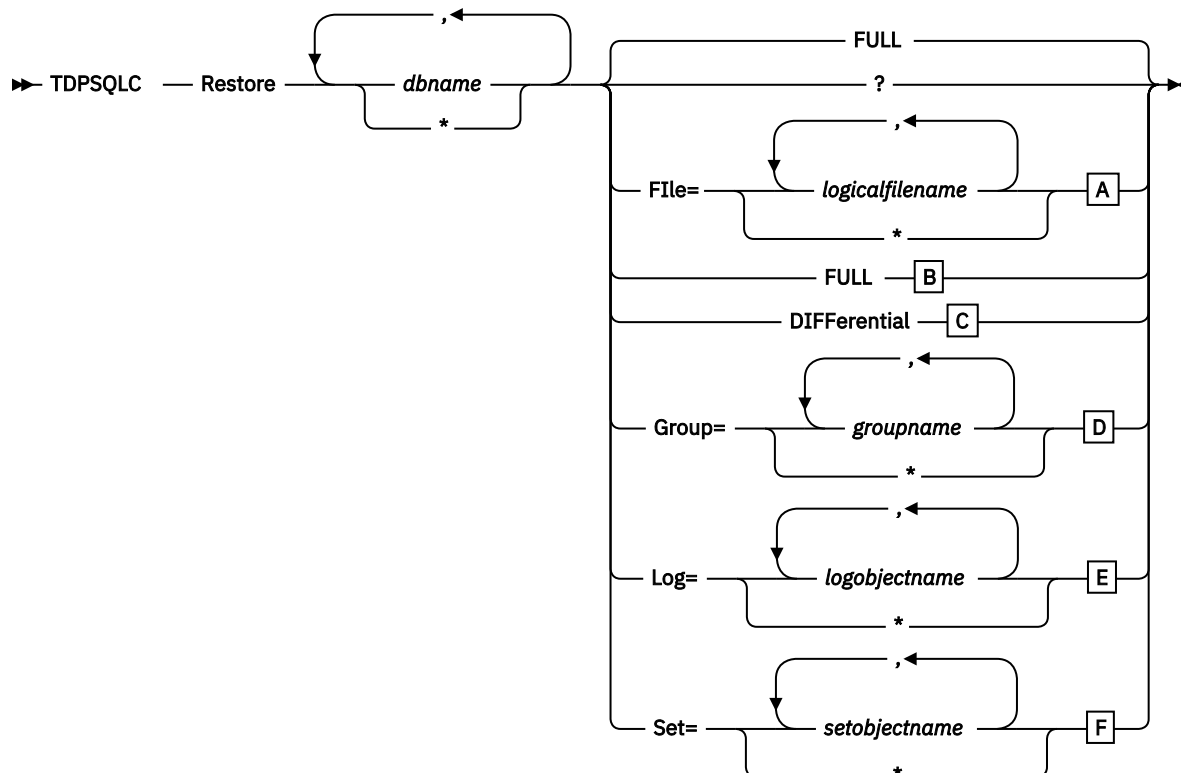 ,
FULL
TDPSQLC Restore dbname ?
*
,
FIle= logicalfilename A
*
FULL B
DIFFerential C
,
Group= groupname D
*
,
Log= logobjectname E
*
,
Set= setobjectname F
*